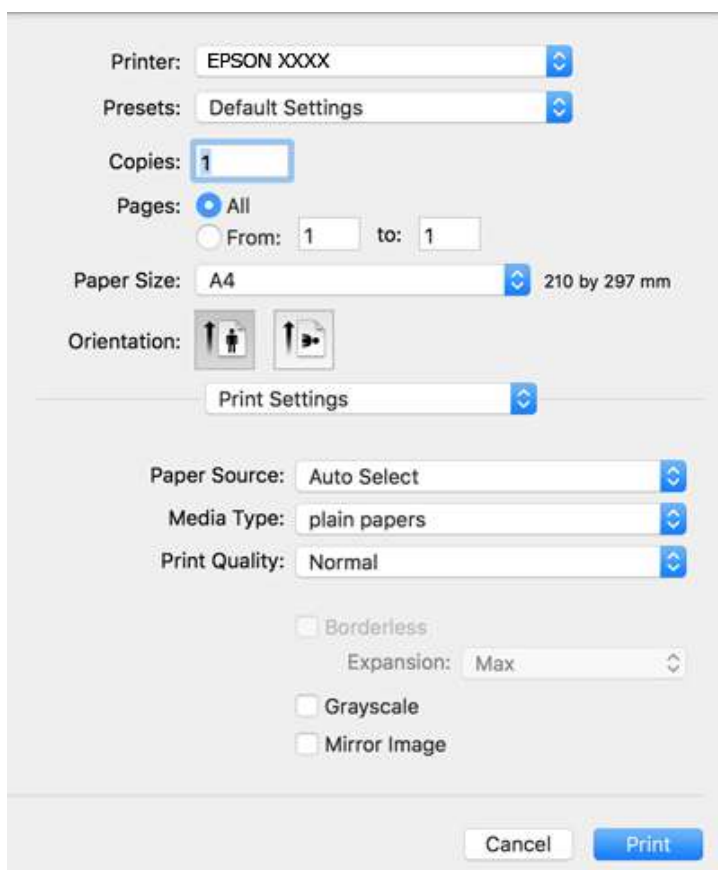 Printer: EPSON XXXX
Presets: Default Settings
Copies: 1
Pages: All
From: 1 to: 1
Paper Size: A4 210 by 297 mm
Orientation:
Print Settings
Paper Source: Auto Select
Media Type: plain papers
Print Quality: Normal
Borderless
Expansion: Max
Grayscale
Mirror Image
Cancel Print